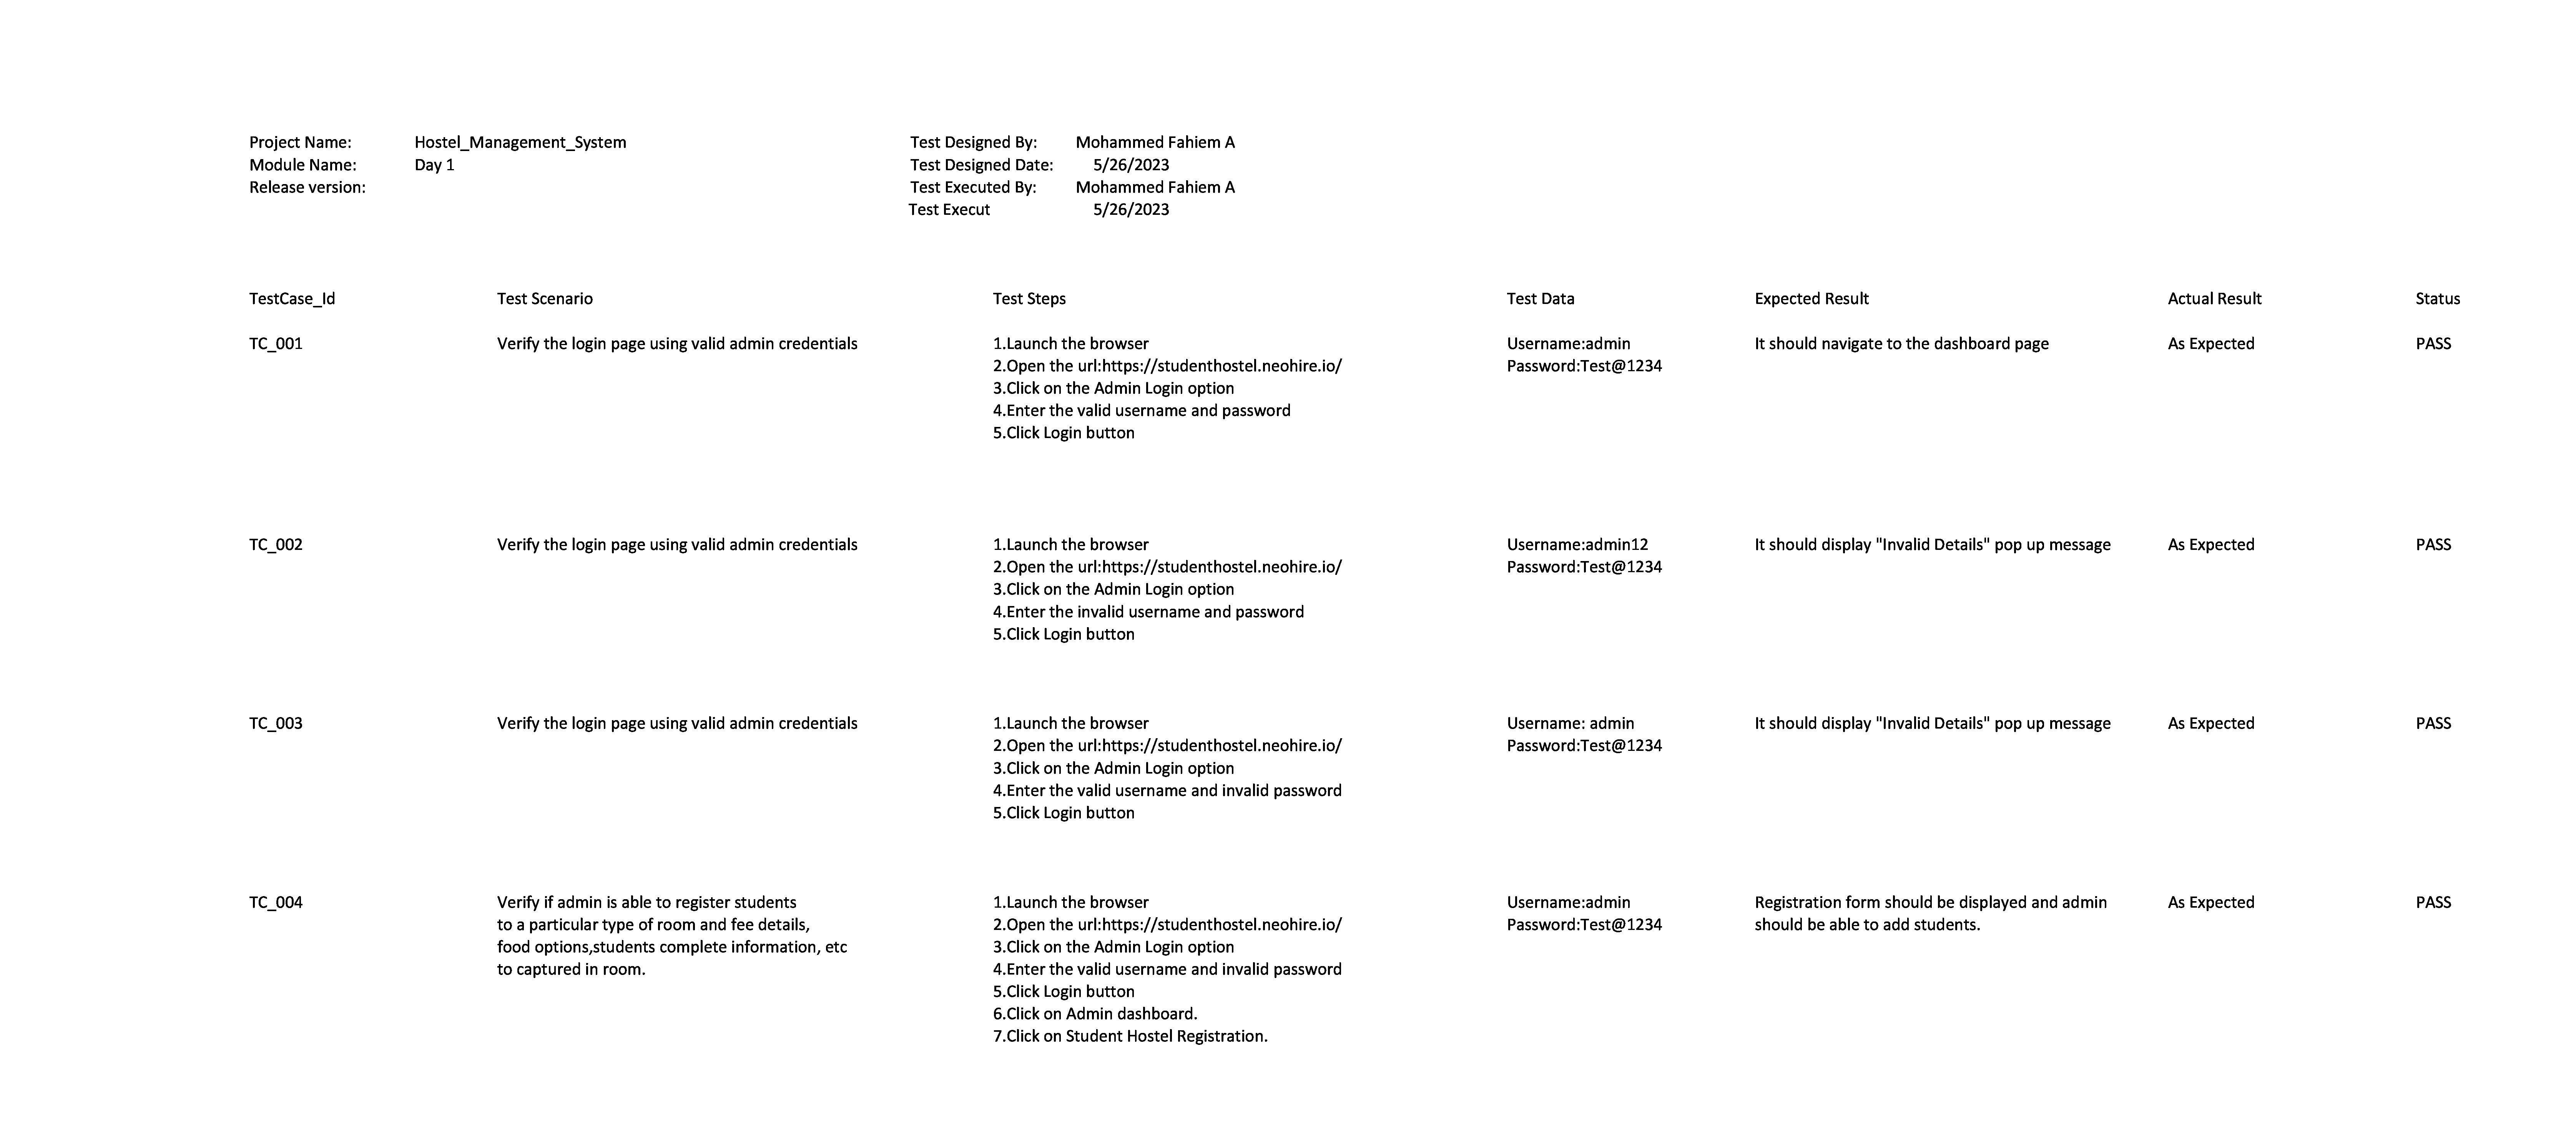 Project Name: Hostel_Management_System Test Designed By: Mohammed Fahiem A
Module Name: Day 1 Test Designed Date: 5/26/2023
Release version: Test Executed By: Mohammed Fahiem A
Test Execut 5/26/2023
TestCase_Id Test Scenario Test Steps Test Data Expected Result Actual Result Status
TC_001 Verify the login page using valid admin credentials 1.Launch the browser Username:admin It should navigate to the dashboard page As Expected PASS
2.Open the url:https://studenthostel.neohire.io/ Password:Test@1234
3.Click on the Admin Login option
4.Enter the valid username and password
5.Click Login button
TC_002 Verify the login page using valid admin credentials 1.Launch the browser Username:admin12 It should display "Invalid Details" pop up message As Expected PASS
2.Open the url:https://studenthostel.neohire.io/ Password:Test@1234
3.Click on the Admin Login option
4.Enter the invalid username and password
5.Click Login button
TC_003 Verify the login page using valid admin credentials 1.Launch the browser Username: admin It should display "Invalid Details" pop up message As Expected PASS
2.Open the url:https://studenthostel.neohire.io/ Password:Test@1234
3.Click on the Admin Login option
4.Enter the valid username and invalid password
5.Click Login button
TC_004 Verify if admin is able to register students 1.Launch the browser Username:admin Registration form should be displayed and admin As Expected PASS
to a particular type of room and fee details, 2.Open the url:https://studenthostel.neohire.io/ Password:Test@1234 should be able to add students.
food options,students complete information, etc 3.Click on the Admin Login option
to captured in room. 4.Enter the valid username and invalid password
5.Click Login button
6.Click on Admin dashboard.
7.Click on Student Hostel Registration.